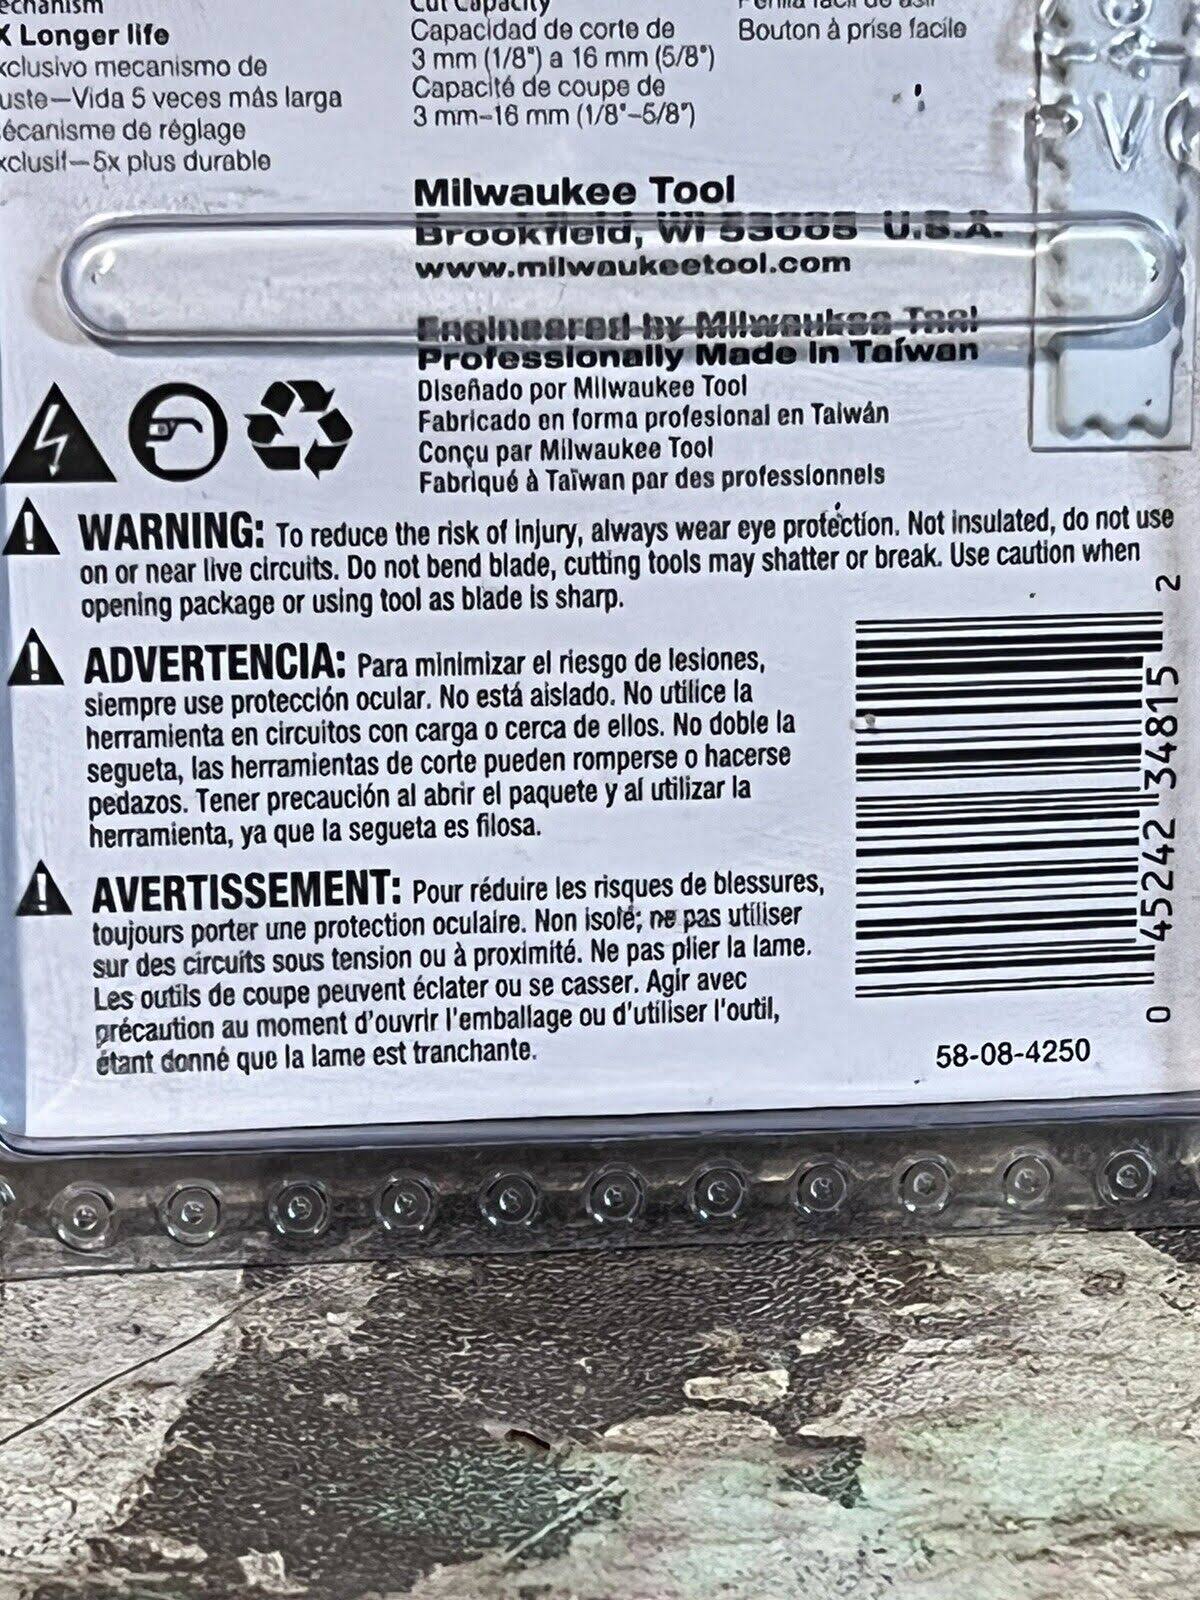 X Longer life
xclusivo mecanismo de
uste—Vida 5 veces más larga
écanisme de réglage
xclusif—5x plus durable
Cut Capacity
Capacidad de corte de
3 mm (1/8") a 16 mm (5/8")
Capacité de coupe de
3 mm–16 mm (1/8"–5/8")
Bouton à prise facile
Milwaukee Tool
Brookfield, WI 53005 U.S.A.
www.milwaukeetool.com
Engineered by Milwaukee Tool
Professionally Made in Taiwan
Diseñado por Milwaukee Tool
Fabricado en forma profesional en Taiwán
Conçu par Milwaukee Tool
Fabriqué à Taïwan par des professionnels
WARNING: To reduce the risk of injury, always wear eye protection. Not insulated, do not use
on or near live circuits. Do not bend blade, cutting tools may shatter or break. Use caution when
opening package or using tool as blade is sharp.
ADVERTENCIA: Para minimizar el riesgo de lesiones,
siempre use protección ocular. No está aislado. No utilice la
herramienta en circuitos con carga o cerca de ellos. No doble la
segueta, las herramientas de corte pueden romperse o hacerse
pedazos. Tener precaución al abrir el paquete y al utilizar la
herramienta, ya que la segueta es filosa.
AVERTISSEMENT: Pour réduire les risques de blessures,
toujours porter une protection oculaire. Non isolé; ne pas utiliser
sur des circuits sous tension ou à proximité. Ne pas plier la lame.
Les outils de coupe peuvent éclater ou se casser. Agir avec
précaution au moment d'ouvrir l'emballage ou d'utiliser l'outil,
étant donné que la lame est tranchante.
0 45242 34815 2
58-08-4250